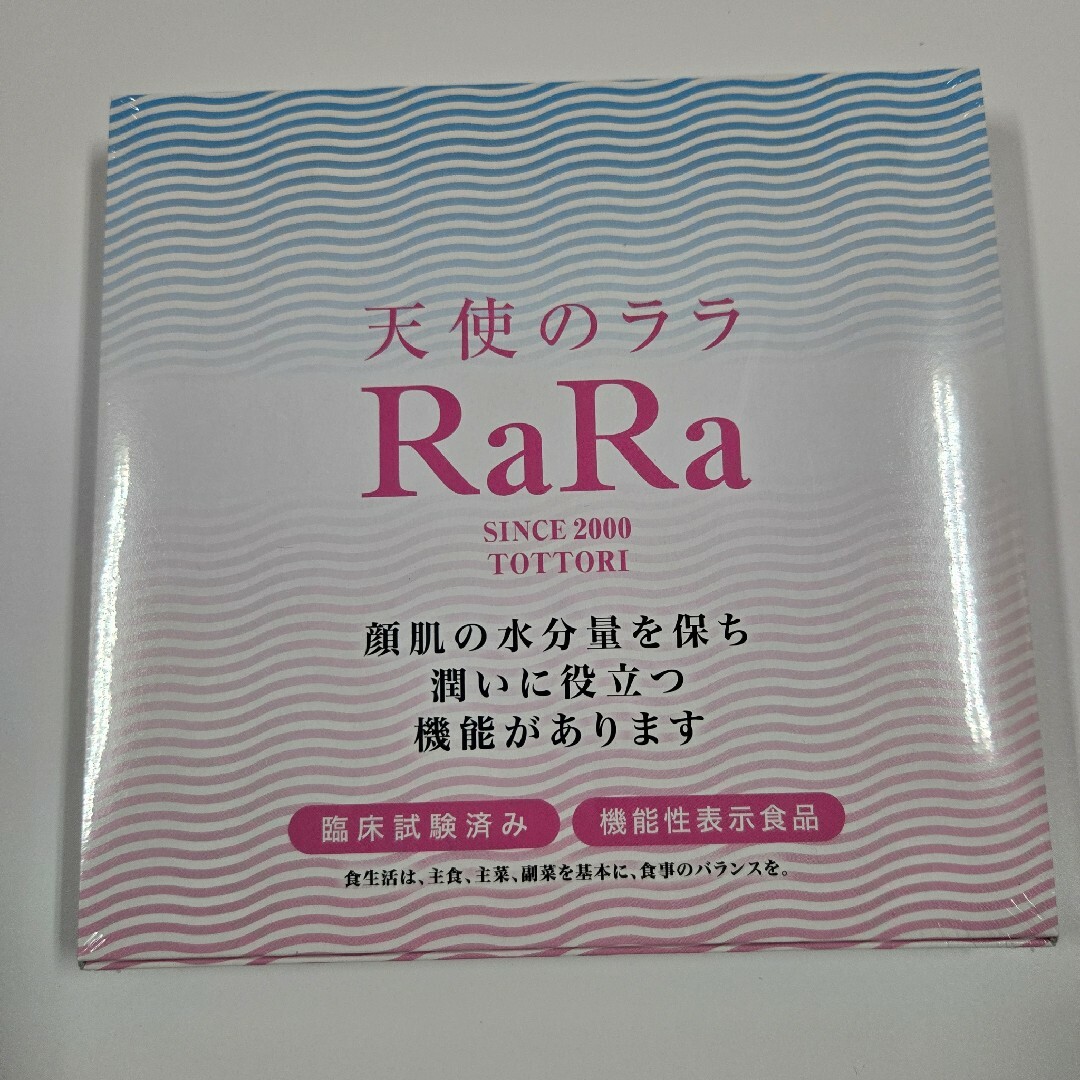 天使のララ
RaRa
SINCE 2000
TOTTORI
顔肌の水分量を保ち
潤いに役立つ
機能があります
臨床試験済み
機能性表示食品
食生活は、主食、主菜、副菜を基本に、食事のバランスを。